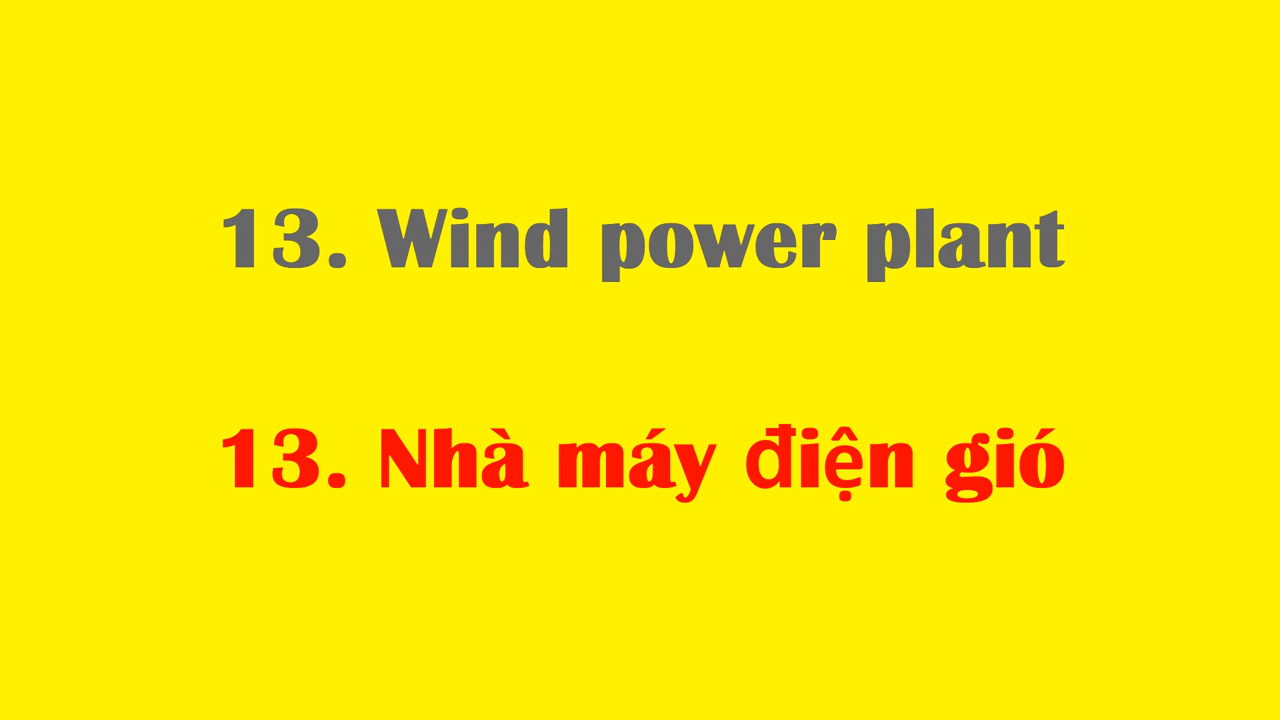 13. Wind power plant
13. Nhà máy điện gió